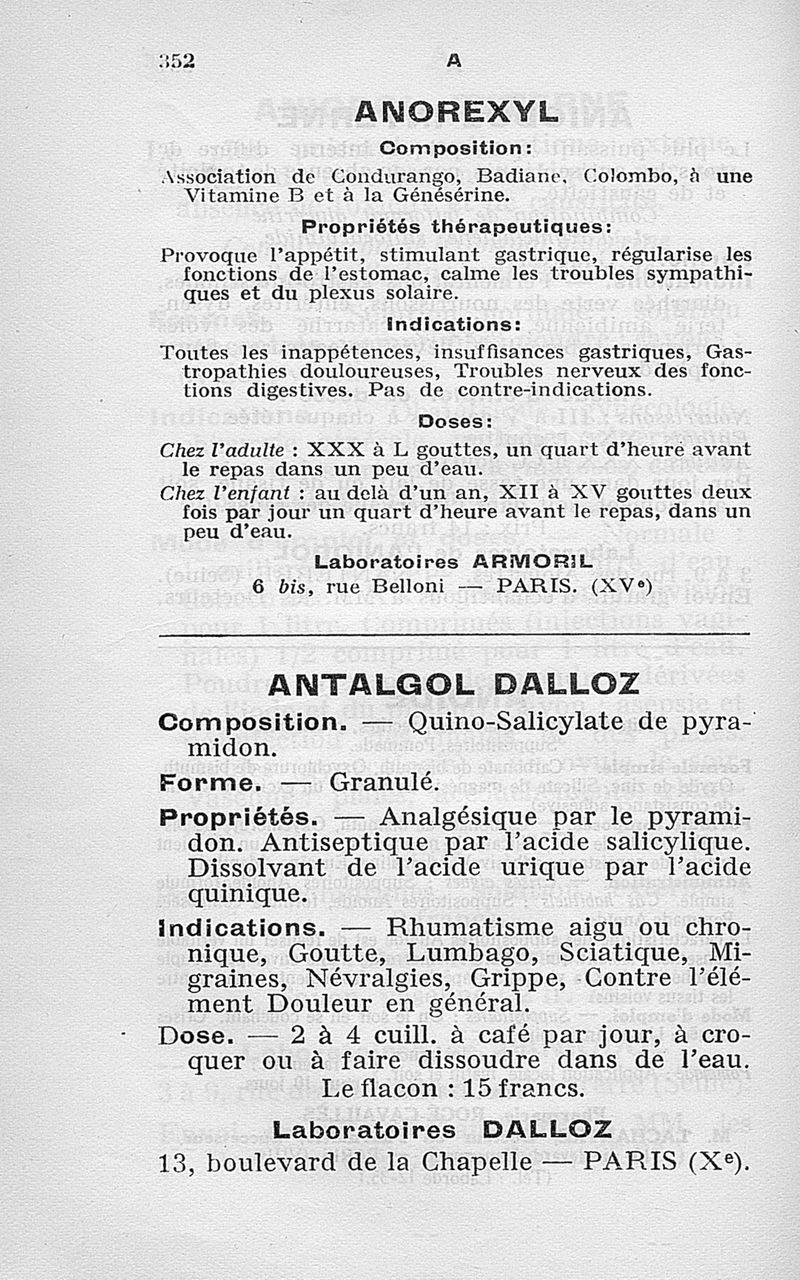 352 A
ANOREXYL
Composition:
Association de Condurango, Badiane, Colombo, à une
Vitamine B et à la Génésérine.
Propriétés thérapeutiques:
Provoque l'appétit, stimulant gastrique, régularise les
fonctions de l'estomac, calme les troubles sympathi-
ques et du plexus solaire.
Indications:
Toutes les inappétences, insuffisances gastriques, Gas-
tropathies douloureuses, Troubles nerveux des fonc-
tions digestives. Pas de contre-indications.
Doses:
Chez l'adulte : XXX à L gouttes, un quart d'heure avant
le repas dans un peu d'eau.
Chez l'enfant : au delà d'un an, XII à XV gouttes deux
fois par jour un quart d'heure avant le repas, dans un
peu d'eau.
Laboratoires ARMORIL
6 bis, rue Belloni — PARIS. (XVe)
ANTALGOL DALLOZ
Composition. — Quino-Salicylate de pyra-
midon.
Forme. — Granulé.
Propriétés. — Analgésique par le pyrami-
don. Antiseptique par l'acide salicylique.
Dissolvant de l'acide urique par l'acide
quinique.
Indications. — Rhumatisme aigu ou chro-
nique, Goutte, Lumbago, Sciatique, Mi-
graines, Névralgies, Grippe, Contre l'élé-
ment Douleur en général.
Dose. — 2 à 4 cuill. à café par jour, à cro-
quer ou à faire dissoudre dans de l'eau.
Le flacon : 15 francs.
Laboratoires DALLOZ
13, boulevard de la Chapelle — PARIS (Xe).